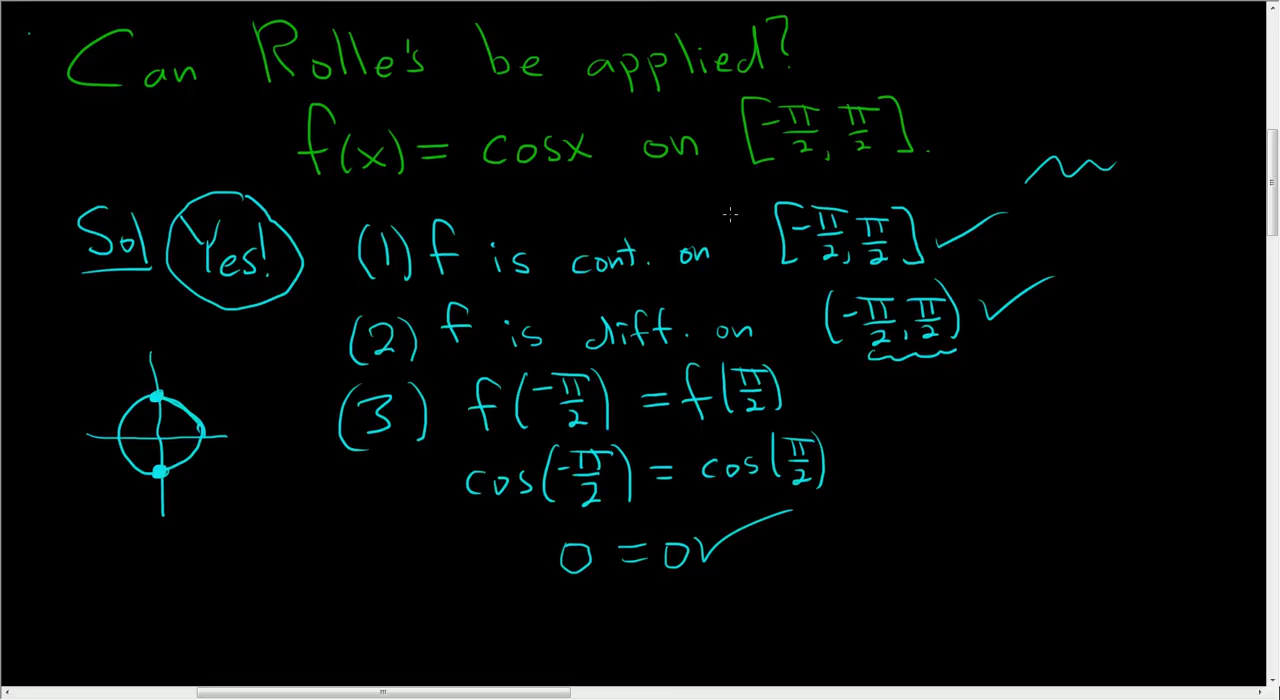 Can Rolle's be applied?
f(x) = cosx on [-π/2, π/2].
Sol Yes! (1) f is cont. on [-π/2, π/2] ✓
(2) f is diff. on (-π/2, π/2) ✓
(3) f(-π/2) = f(π/2)
cos(-π/2) = cos(π/2)
0 = 0 ✓